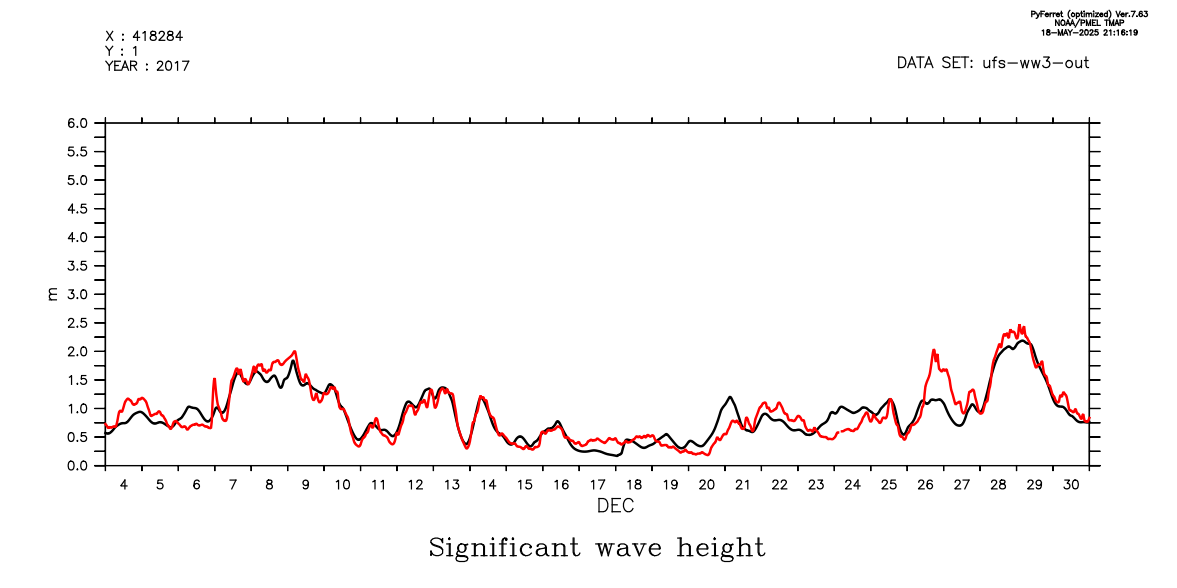 PyFerret (optimized) Ver.7.63
NOAA/PMEL TMAP
18-MAY-2025 21:16:19
X : 418284
Y : 1
YEAR : 2017
DATA SET: ufs-ww3-out
6.0
5.5
5.0
4.5
4.0
3.5
3.0
2.5
2.0
1.5
1.0
0.5
0.0
m
4 5 6 7 8 9 10 11 12 13 14 15 16 17 18 19 20 21 22 23 24 25 26 27 28 29 30
DEC
Significant wave height